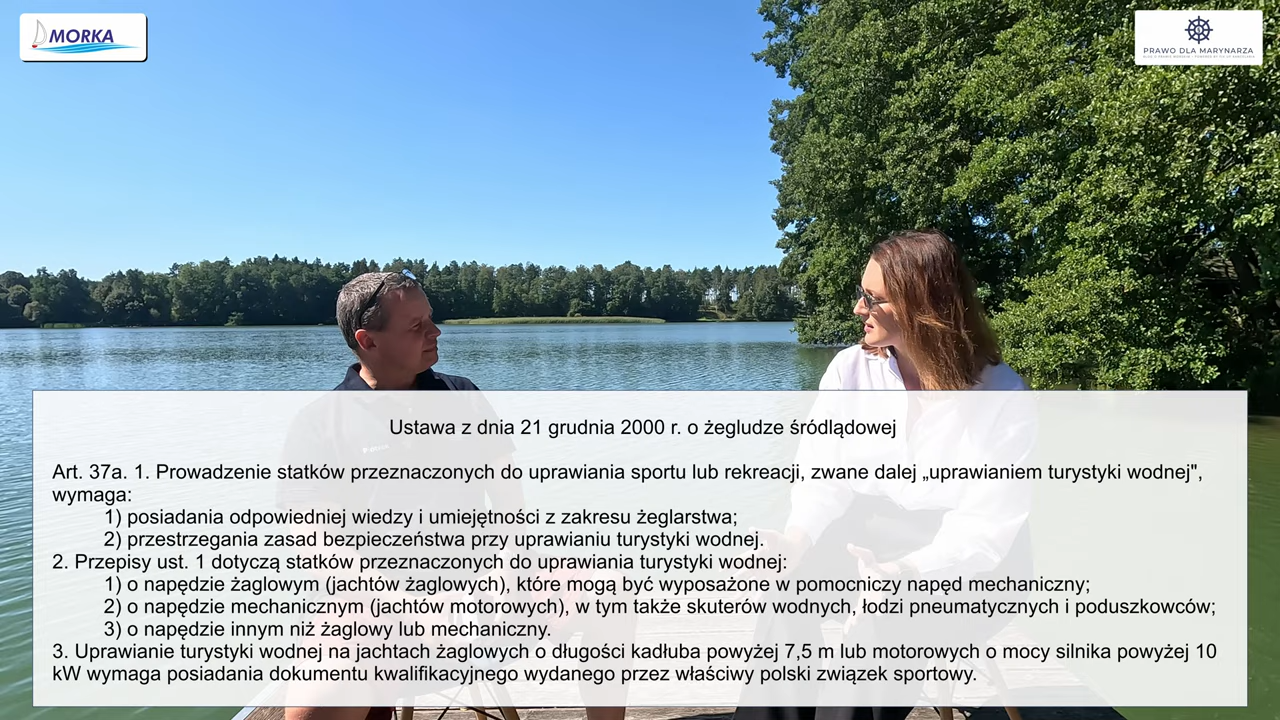 MORKA
PRAWO DLA MARYNARZA
Ustawa z dnia 21 grudnia 2000 r. o żegludze śródlądowej
Art. 37a. 1. Prowadzenie statków przeznaczonych do uprawiania sportu lub rekreacji, zwane dalej „uprawianiem turystyki wodnej",
wymaga:
1) posiadania odpowiedniej wiedzy i umiejętności z zakresu żeglarstwa;
2) przestrzegania zasad bezpieczeństwa przy uprawianiu turystyki wodnej.
2. Przepisy ust. 1 dotyczą statków przeznaczonych do uprawiania turystyki wodnej:
1) o napędzie żaglowym (jachtów żaglowych), które mogą być wyposażone w pomocniczy napęd mechaniczny;
2) o napędzie mechanicznym (jachtów motorowych), w tym także skuterów wodnych, łodzi pneumatycznych i poduszkowców;
3) o napędzie innym niż żaglowy lub mechaniczny.
3. Uprawianie turystyki wodnej na jachtach żaglowych o długości kadłuba powyżej 7,5 m lub motorowych o mocy silnika powyżej 10
kW wymaga posiadania dokumentu kwalifikacyjnego wydanego przez właściwy polski związek sportowy.